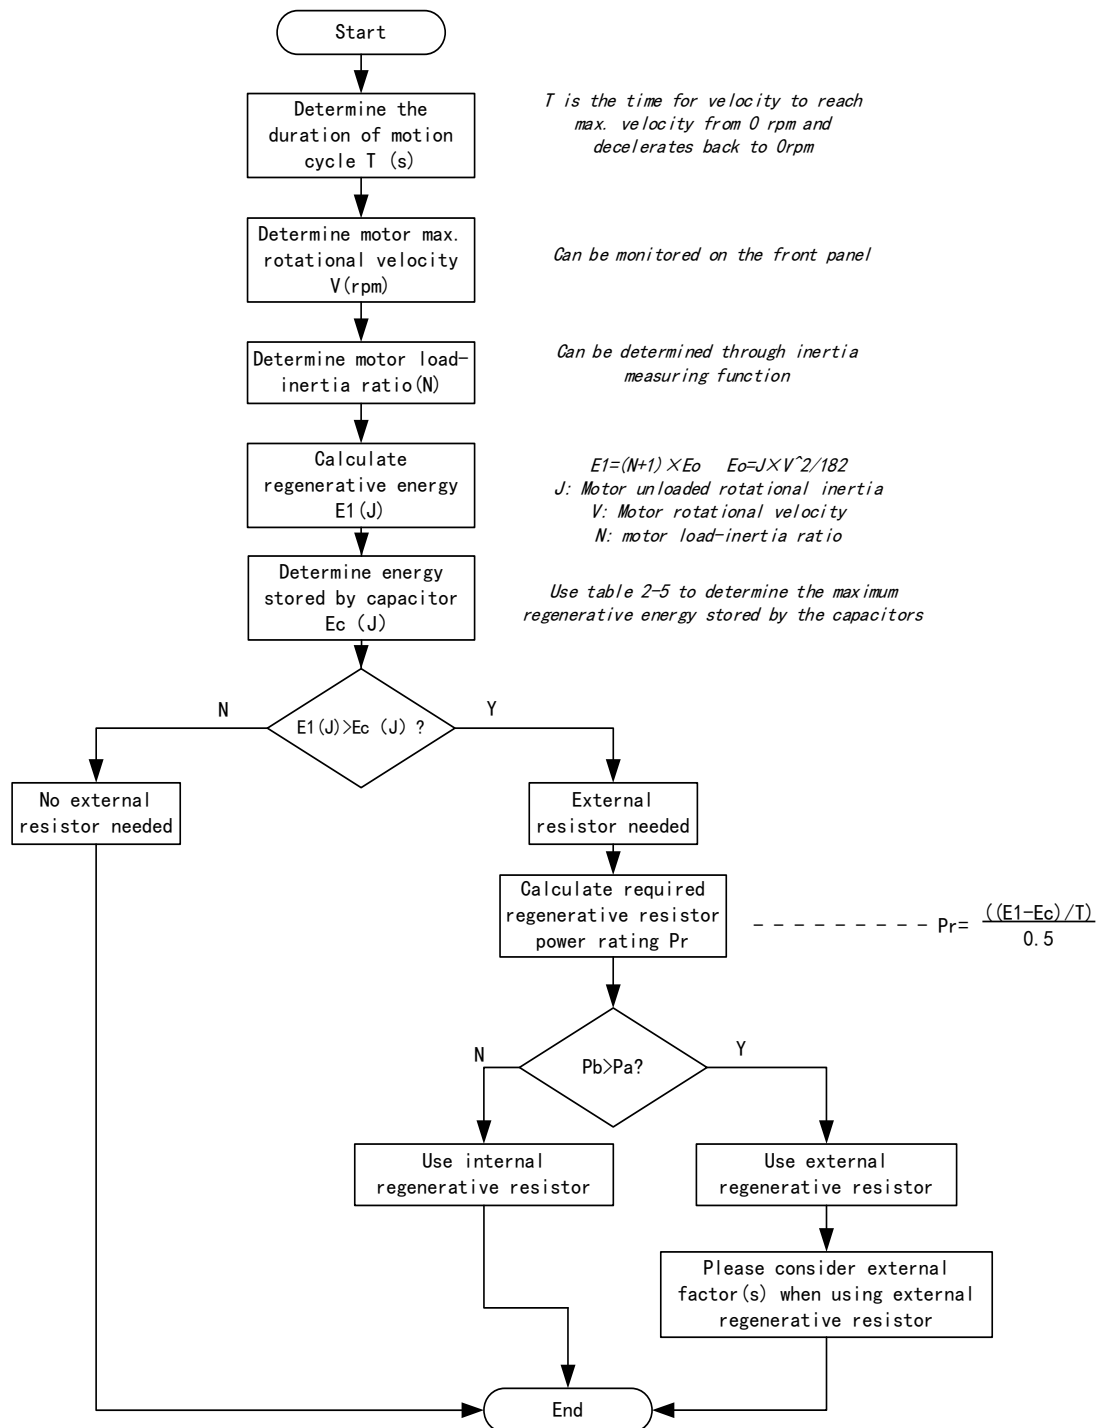 Start
Determine the
duration of motion
cycle T (s)
T is the time for velocity to reach
max. velocity from 0 rpm and
decelerates back to 0rpm
Determine motor max.
rotational velocity
V(rpm)
Can be monitored on the front panel
Determine motor load-
inertia ratio(N)
Can be determined through inertia
measuring function
Calculate
regenerative energy
E1(J)
E1=(N+1)×Eo Eo=J×V^2/182
J: Motor unloaded rotational inertia
V: Motor rotational velocity
N: motor load-inertia ratio
Determine energy
stored by capacitor
Ec (J)
Use table 2-5 to determine the maximum
regenerative energy stored by the capacitors
N
E1(J)>Ec (J) ?
Y
No external
resistor needed
External
resistor needed
Calculate required
regenerative resistor
power rating Pr
Pr= ((E1-Ec)/T)
0.5
N
Pb>Pa?
Y
Use internal
regenerative resistor
Use external
regenerative resistor
Please consider external
factor(s) when using external
regenerative resistor
End